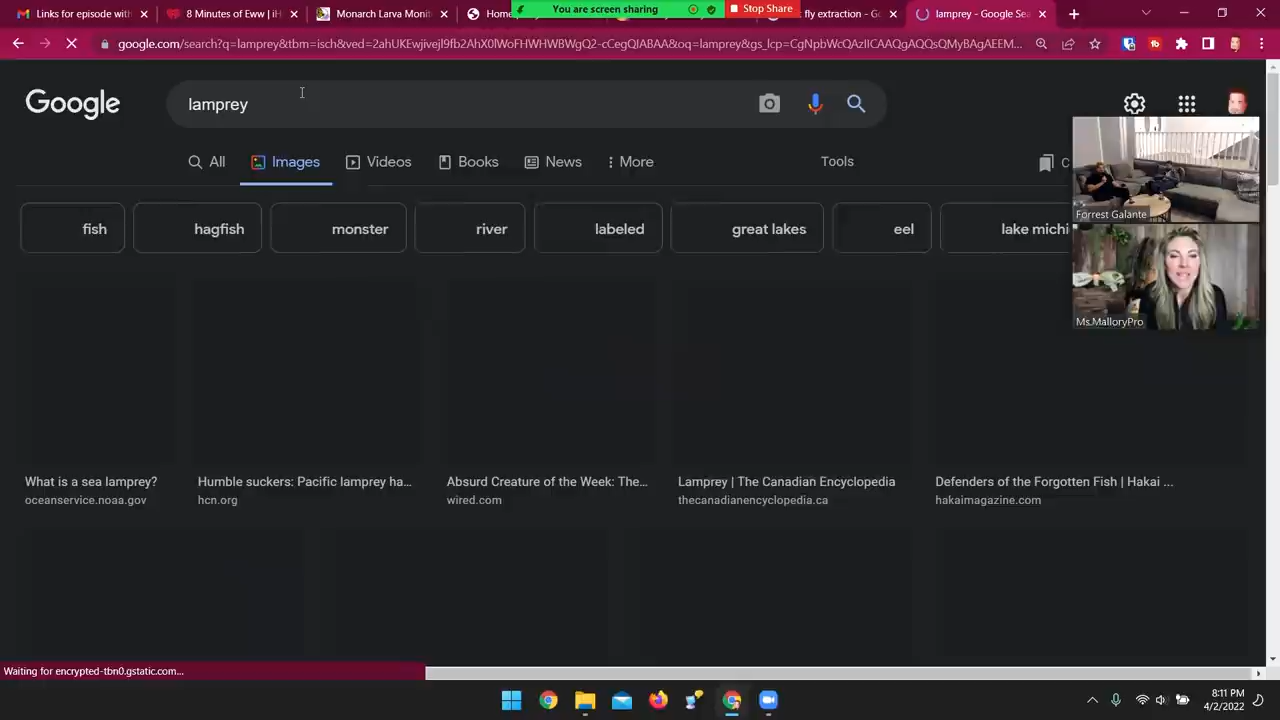 Links for episode with
8 Minutes of Eww | iH
Monarch Larva Monit
Home
fly extraction - Go
lamprey - Google Sea
You are screen sharing
Stop Share
google.com/search?q=lamprey&tbm=isch&ved=2ahUKEwjivejl9fb2AhX0lWoFHWHWBWgQ2-cCegQIABAA&oq=lamprey&gs_lcp=CgNpbWcQAzIICAAQgAQQsQMyBAgAEEM...
Google
lamprey
All
Images
Videos
Books
News
More
Tools
C
fish
hagfish
monster
river
labeled
great lakes
eel
lake michi
Forrest Galante
Ms.MalloryPro
What is a sea lamprey?
oceanservice.noaa.gov
Humble suckers: Pacific lamprey ha...
hcn.org
Absurd Creature of the Week: The...
wired.com
Lamprey | The Canadian Encyclopedia
thecanadianencyclopedia.ca
Defenders of the Forgotten Fish | Hakai ...
hakaimagazine.com
Waiting for encrypted-tbn0.gstatic.com...
8:11 PM
4/2/2022